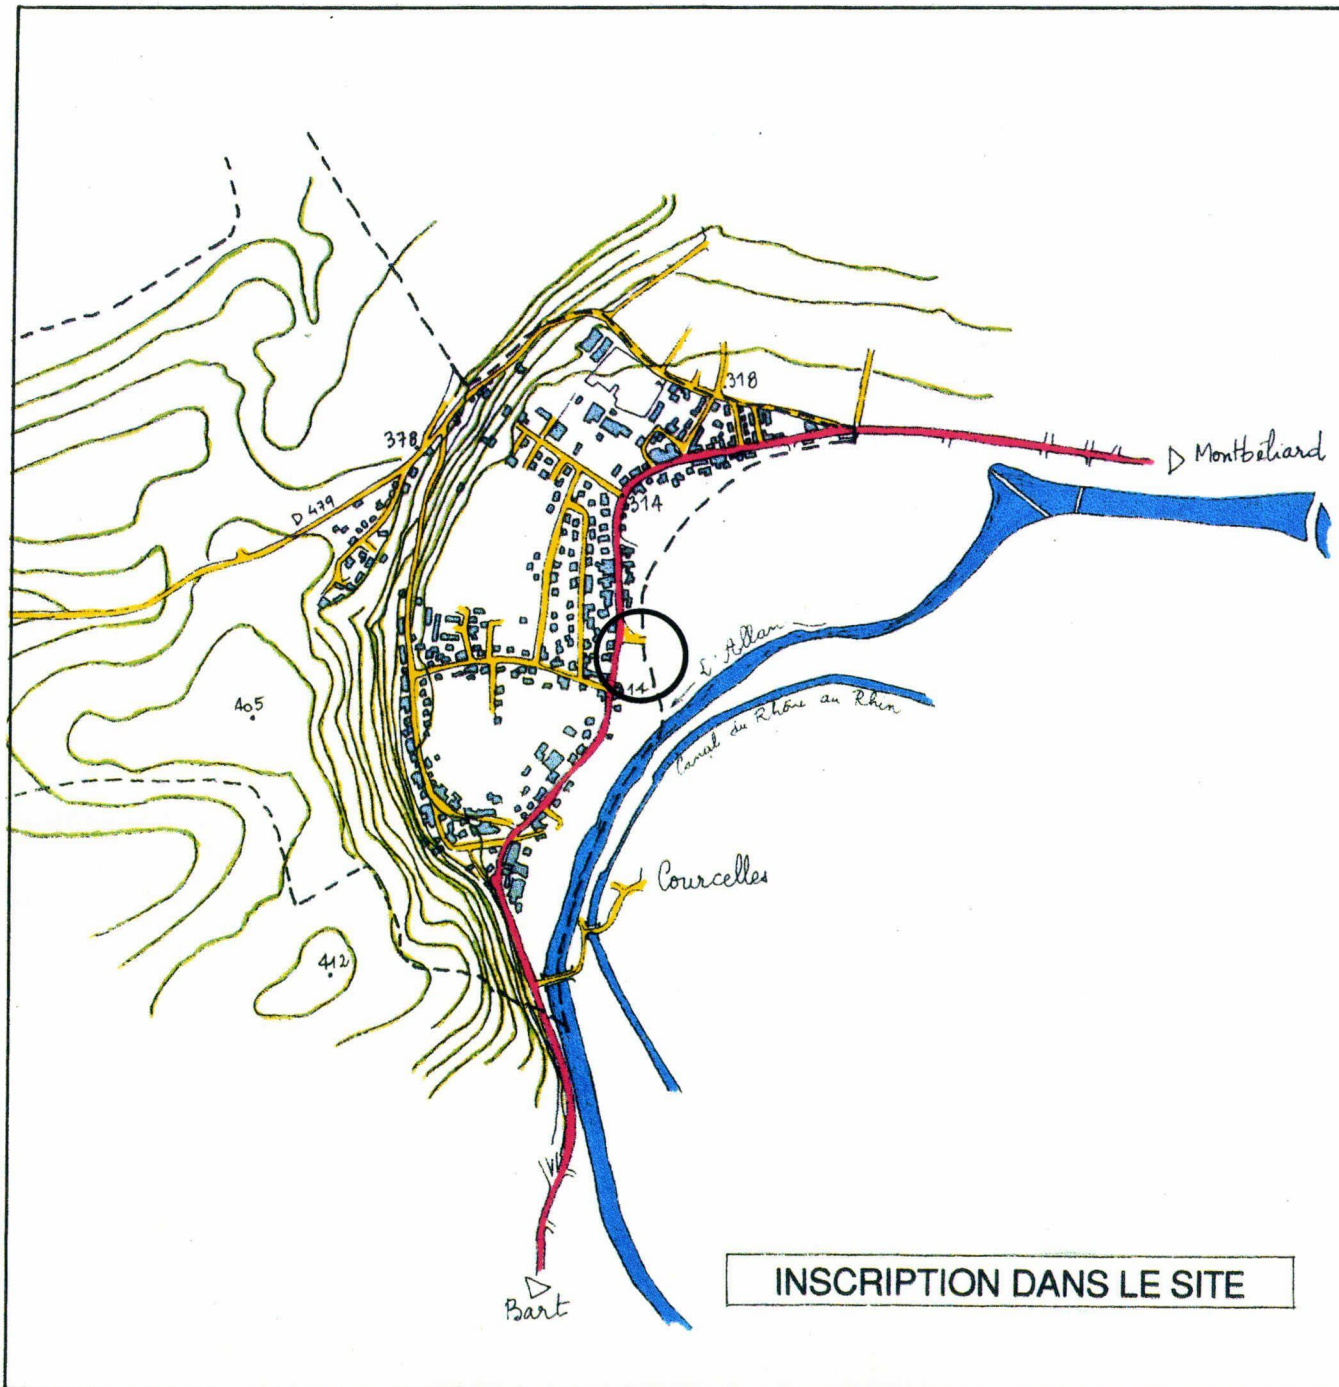 318
378
Montbéliard
314
D 479
L'Allan
14
405
Canal du Rhône au Rhin
Courcelles
412
INSCRIPTION DANS LE SITE
Bart